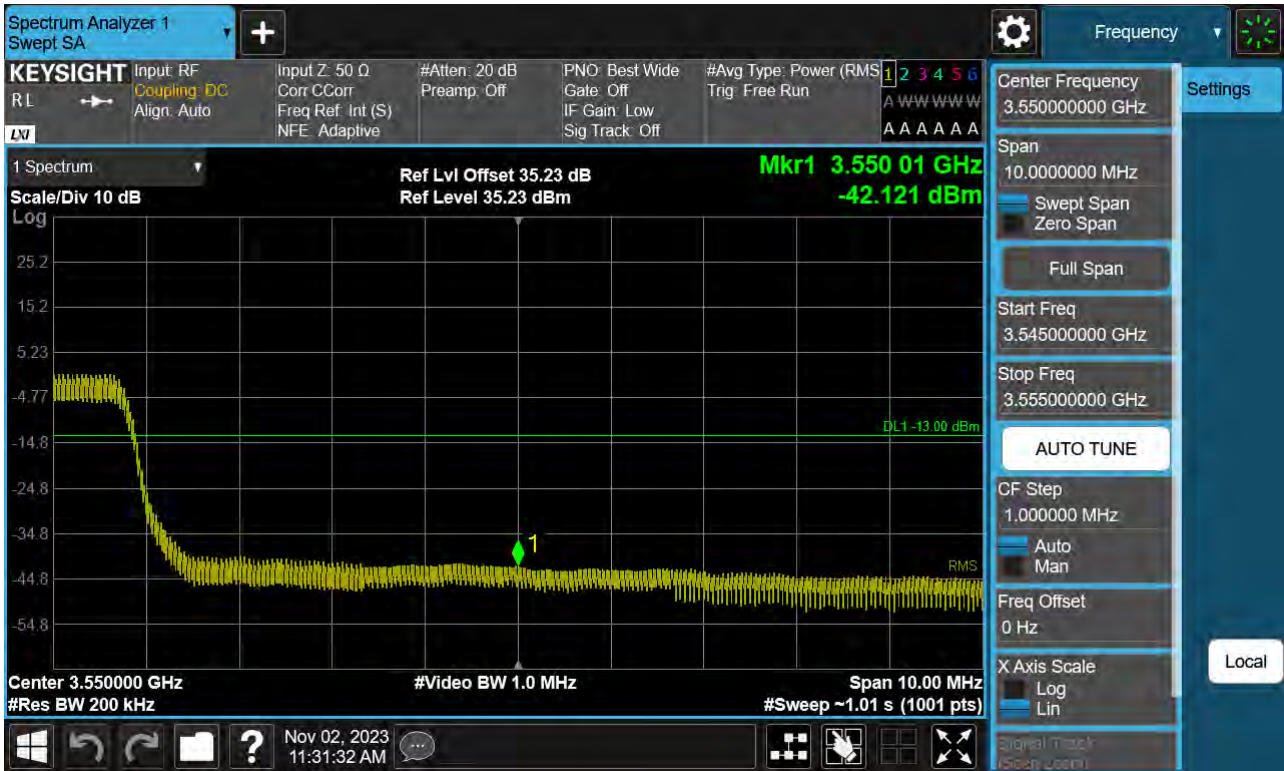 Spectrum Analyzer 1
Swept SA
Frequency
KEYSIGHT
RL
LXI
Input: RF
Coupling: DC
Align: Auto
Input Z: 50 Ω
Corr CCorr
Freq Ref: Int (S)
NFE: Adaptive
#Atten: 20 dB
Preamp: Off
PNO: Best Wide
Gate: Off
IF Gain: Low
Sig Track: Off
#Avg Type: Power (RMS
Trig: Free Run
1 2 3 4 5 6
A W W W W W
A A A A A A
1 Spectrum
Scale/Div 10 dB
Log
Ref Lvl Offset 35.23 dB
Ref Level 35.23 dBm
Mkr1 3.550 01 GHz
-42.121 dBm
25.2
15.2
5.23
-4.77
-14.8
-24.8
-34.8
-44.8
-54.8
DL1 -13.00 dBm
1
RMS
Center 3.550000 GHz
#Res BW 200 kHz
#Video BW 1.0 MHz
Span 10.00 MHz
#Sweep ~1.01 s (1001 pts)
Center Frequency
3.550000000 GHz
Settings
Span
10.0000000 MHz
Swept Span
Zero Span
Full Span
Start Freq
3.545000000 GHz
Stop Freq
3.555000000 GHz
AUTO TUNE
CF Step
1.000000 MHz
Auto
Man
Freq Offset
0 Hz
X Axis Scale
Log
Lin
Signal Track
(Span Zoom)
Local
?
Nov 02, 2023
11:31:32 AM